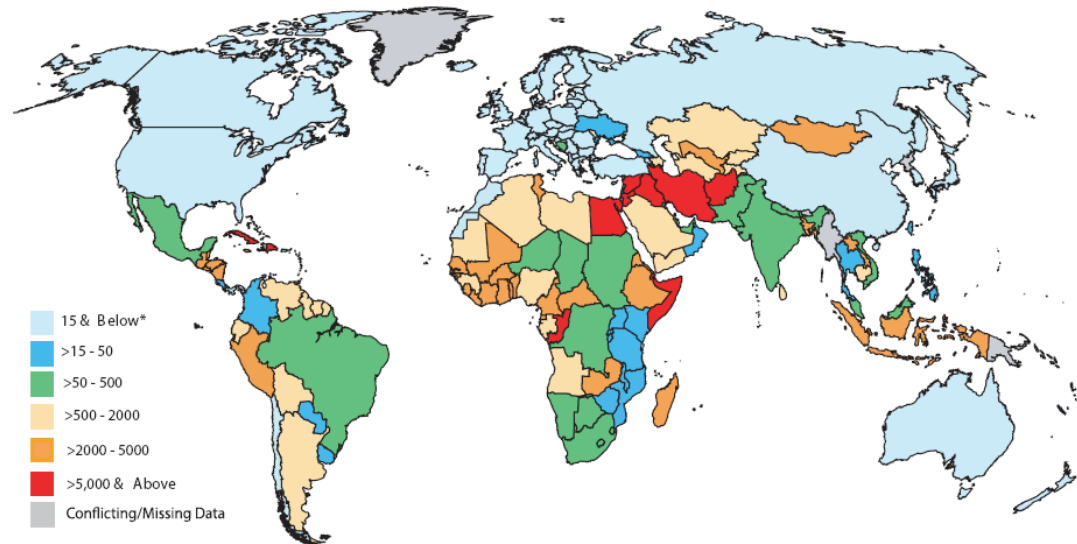 15 & Below*
>15 - 50
>50 - 500
>500 - 2000
>2000 - 5000
>5,000 & Above
Conflicting/Missing Data